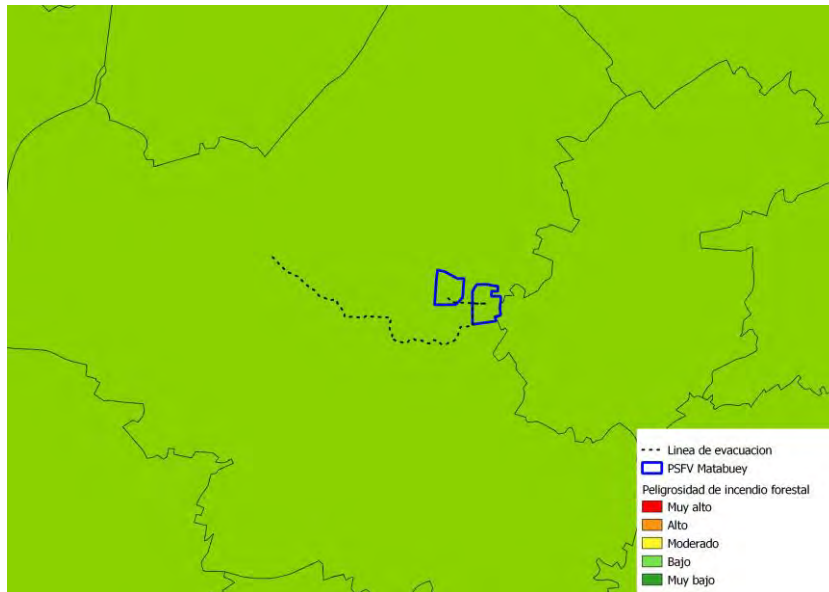 Linea de evacuacion
PSFV Matabuey
Peligrosidad de incendio forestal
Muy alto
Alto
Moderado
Bajo
Muy bajo